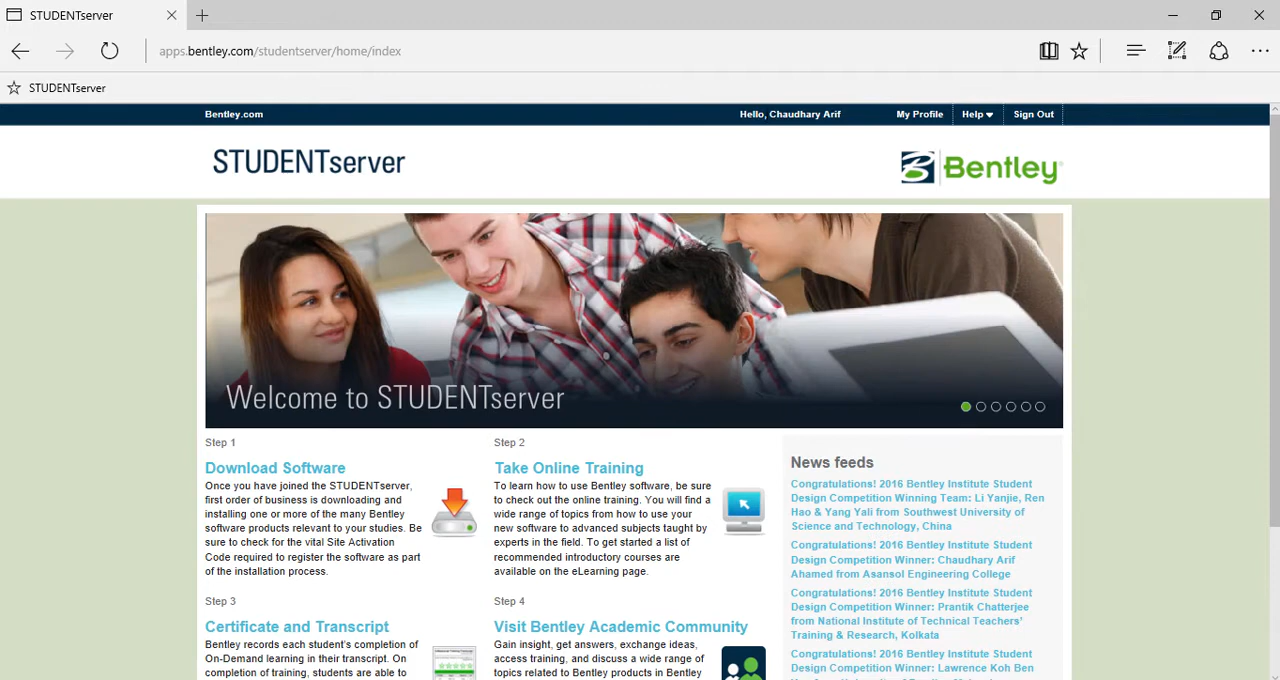 STUDENTserver
apps.bentley.com/studentserver/home/index
STUDENTserver
Bentley.com
Hello, Chaudhary Arif
My Profile
Help
Sign Out
STUDENTserver
Bentley
Welcome to STUDENTserver
Step 1
Download Software
Once you have joined the STUDENTserver,
first order of business is downloading and
installing one or more of the many Bentley
software products relevant to your studies. Be
sure to check for the vital Site Activation
Code required to register the software as part
of the installation process.
Step 2
Take Online Training
To learn how to use Bentley software, be sure
to check out the online training. You will find a
wide range of topics from how to use your
new software to advanced subjects taught by
experts in the field. To get started a list of
recommended introductory courses are
available on the eLearning page.
Step 3
Certificate and Transcript
Bentley records each student's completion of
On-Demand learning in their transcript. On
completion of training, students are able to
Step 4
Visit Bentley Academic Community
Gain insight, get answers, exchange ideas,
access training, and discuss a wide range of
topics related to Bentley products in Bentley
News feeds
Congratulations! 2016 Bentley Institute Student
Design Competition Winning Team: Li Yanjie, Ren
Hao & Yang Yali from Southwest University of
Science and Technology, China
Congratulations! 2016 Bentley Institute Student
Design Competition Winner: Chaudhary Arif
Ahamed from Asansol Engineering College
Congratulations! 2016 Bentley Institute Student
Design Competition Winner: Prantik Chatterjee
from National Institute of Technical Teachers'
Training & Research, Kolkata
Congratulations! 2016 Bentley Institute Student
Design Competition Winner: Lawrence Koh Ben